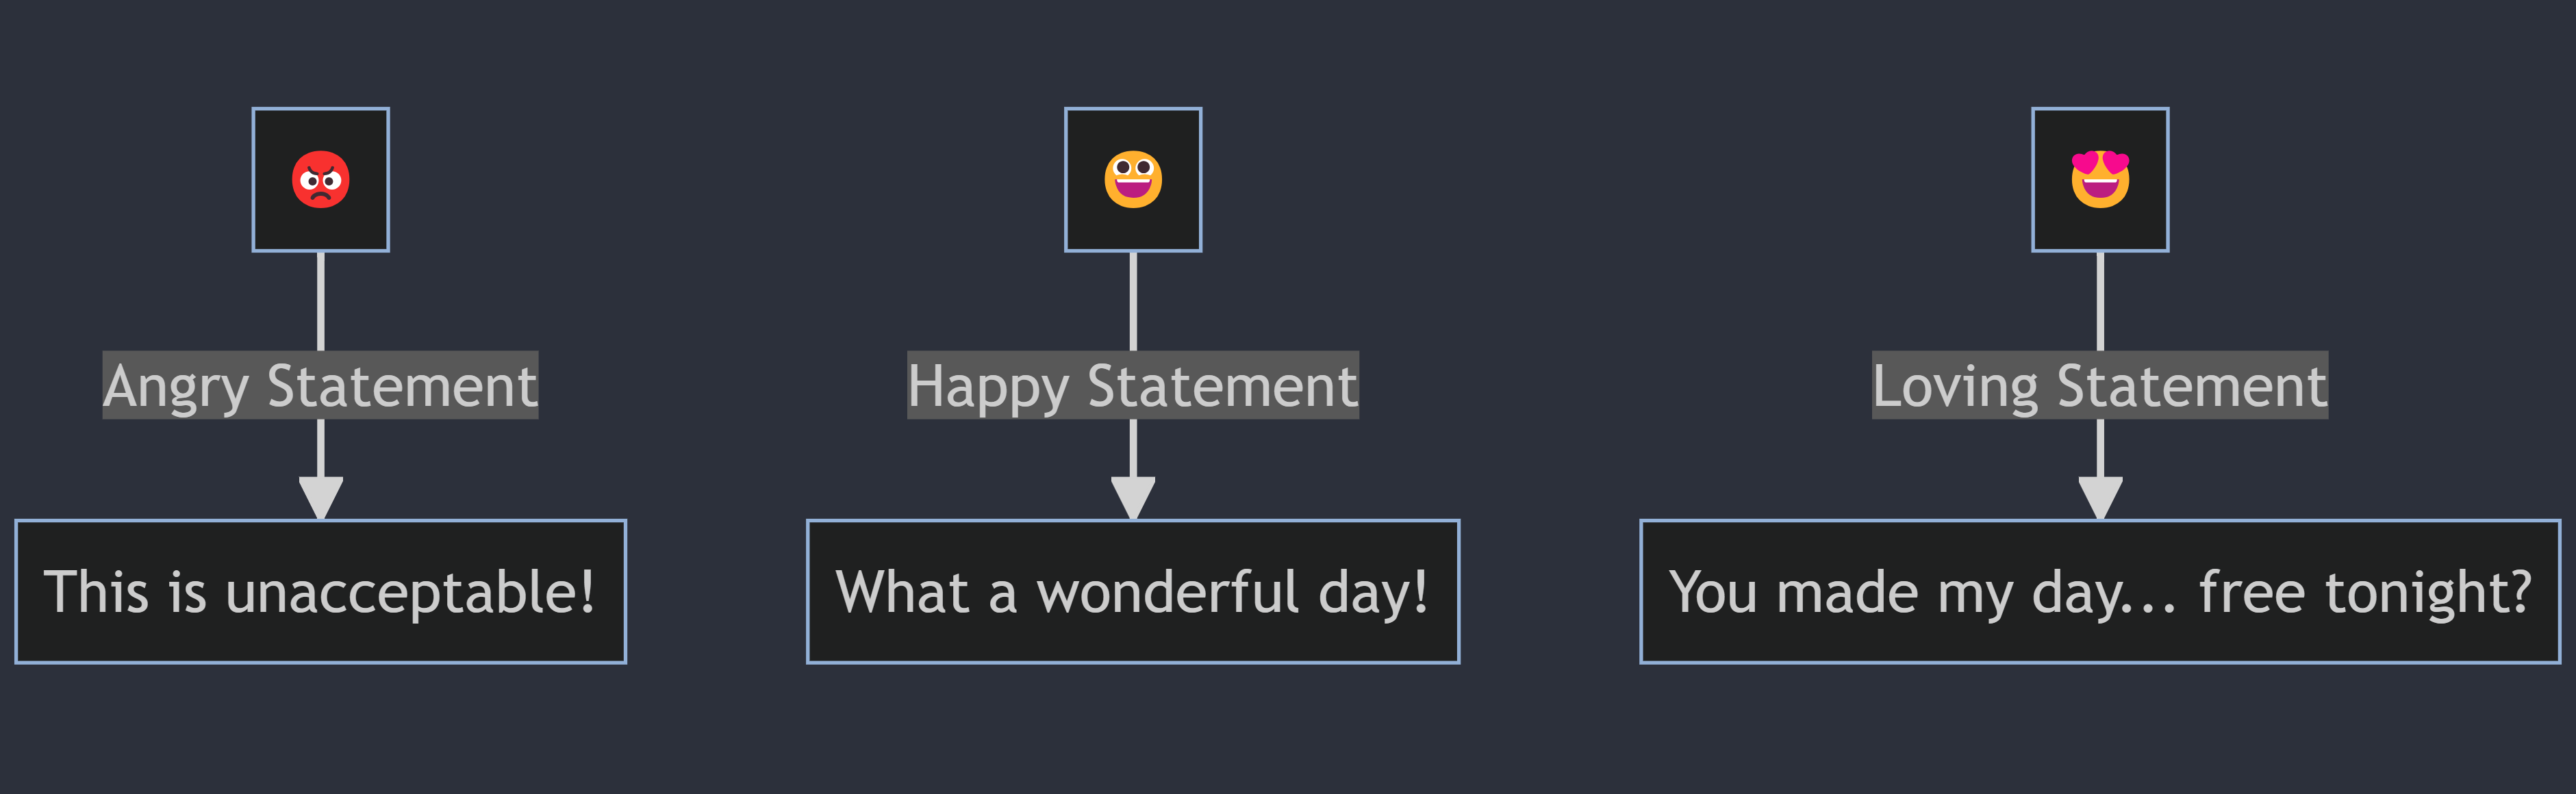 Angry Statement
Happy Statement
Loving Statement
This is unacceptable!
What a wonderful day!
You made my day... free tonight?